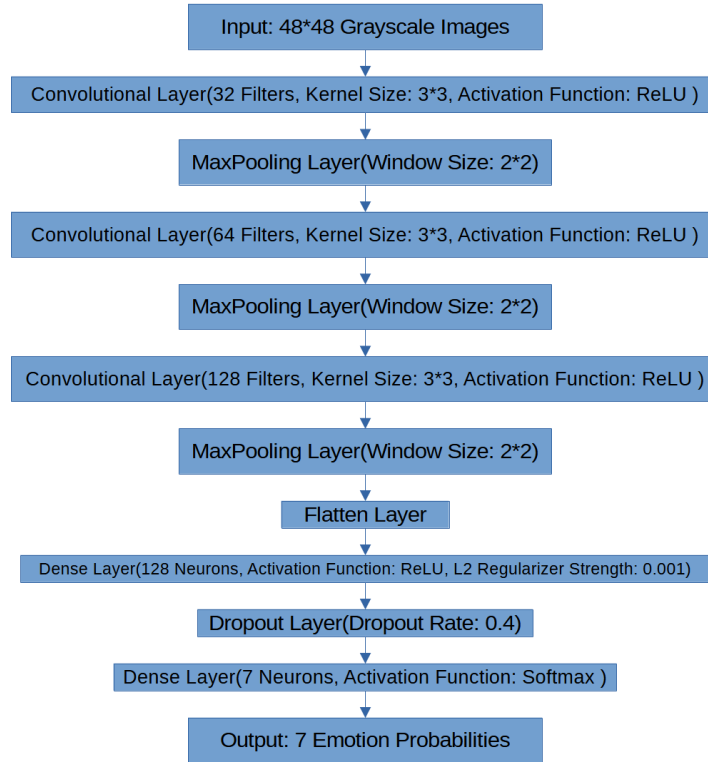 Input: 48*48 Grayscale Images
Convolutional Layer(32 Filters, Kernel Size: 3*3, Activation Function: ReLU )
MaxPooling Layer(Window Size: 2*2)
Convolutional Layer(64 Filters, Kernel Size: 3*3, Activation Function: ReLU )
MaxPooling Layer(Window Size: 2*2)
Convolutional Layer(128 Filters, Kernel Size: 3*3, Activation Function: ReLU )
MaxPooling Layer(Window Size: 2*2)
Flatten Layer
Dense Layer(128 Neurons, Activation Function: ReLU, L2 Regularizer Strength: 0.001)
Dropout Layer(Dropout Rate: 0.4)
Dense Layer(7 Neurons, Activation Function: Softmax )
Output: 7 Emotion Probabilities